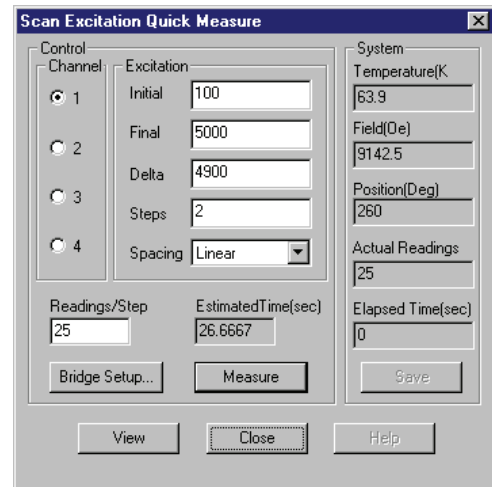 Scan Excitation Quick Measure
Control
Channel
1
2
3
4
Excitation
Initial 100
Final 5000
Delta 4900
Steps 2
Spacing Linear
Readings/Step
25
EstimatedTime(sec)
26.6667
Bridge Setup...
Measure
System
Temperature(K
63.9
Field(Oe)
9142.5
Position(Deg)
260
Actual Readings
25
Elapsed Time(sec)
0
Save
View
Close
Help